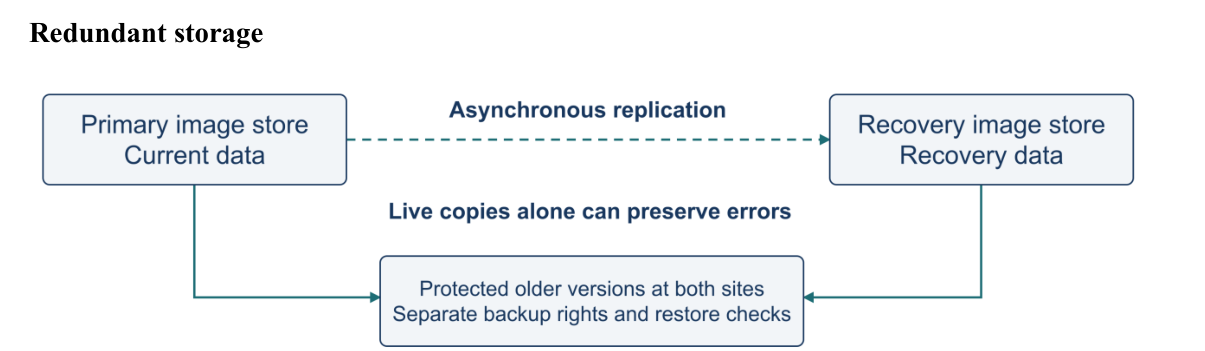 Redundant storage
Asynchronous replication
Primary image store
Current data
Recovery image store
Recovery data
Live copies alone can preserve errors
Protected older versions at both sites
Separate backup rights and restore checks